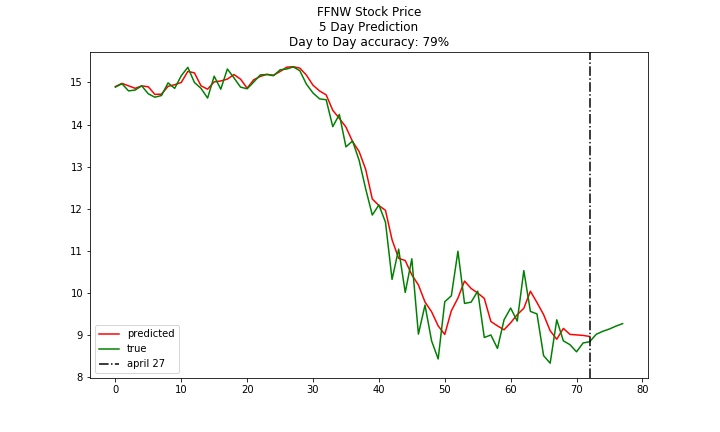 FFNW Stock Price
5 Day Prediction
Day to Day accuracy: 79%
15
14
13
12
11
10
9
8
predicted
true
april 27
0 10 20 30 40 50 60 70 80